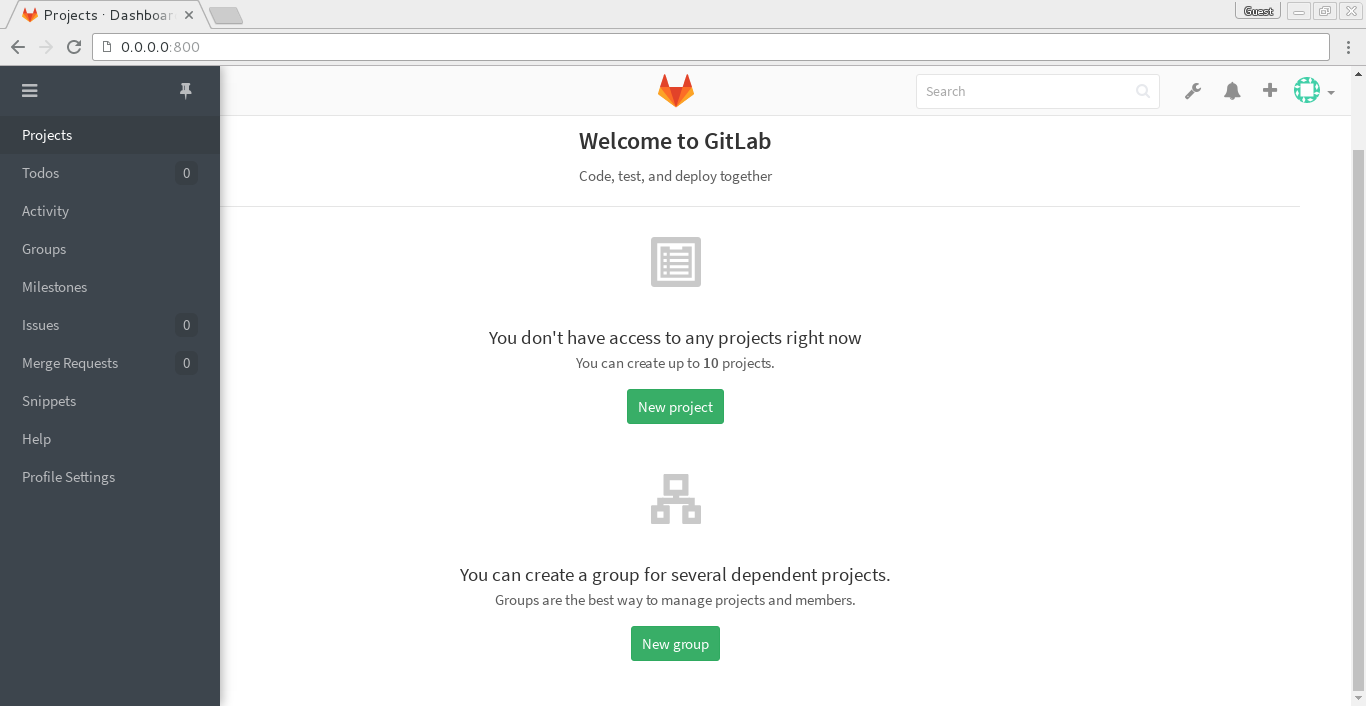 Projects · Dashboar
Guest
0.0.0.0:800
Search
Projects
Todos 0
Activity
Groups
Milestones
Issues 0
Merge Requests 0
Snippets
Help
Profile Settings
Welcome to GitLab
Code, test, and deploy together
You don't have access to any projects right now
You can create up to 10 projects.
New project
You can create a group for several dependent projects.
Groups are the best way to manage projects and members.
New group